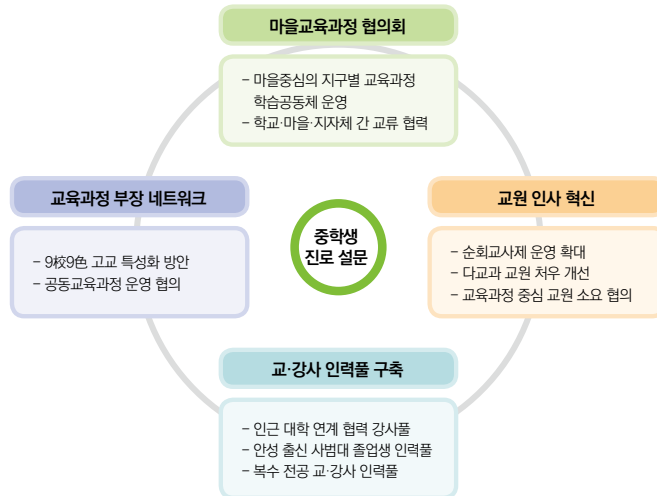 마을교육과정 협의회
- 마을중심의 지구별 교육과정
학습공동체 운영
- 학교·마을·지자체 간 교류 협력
교육과정 부장 네트워크
- 9校9色 고교 특성화 방안
- 공동교육과정 운영 협의
중학생
진로 설문
교원 인사 혁신
- 순회교사제 운영 확대
- 다교과 교원 처우 개선
- 교육과정 중심 교원 소요 협의
교·강사 인력풀 구축
- 인근 대학 연계 협력 강사풀
- 안성 출신 사범대 졸업생 인력풀
- 복수 전공 교·강사 인력풀